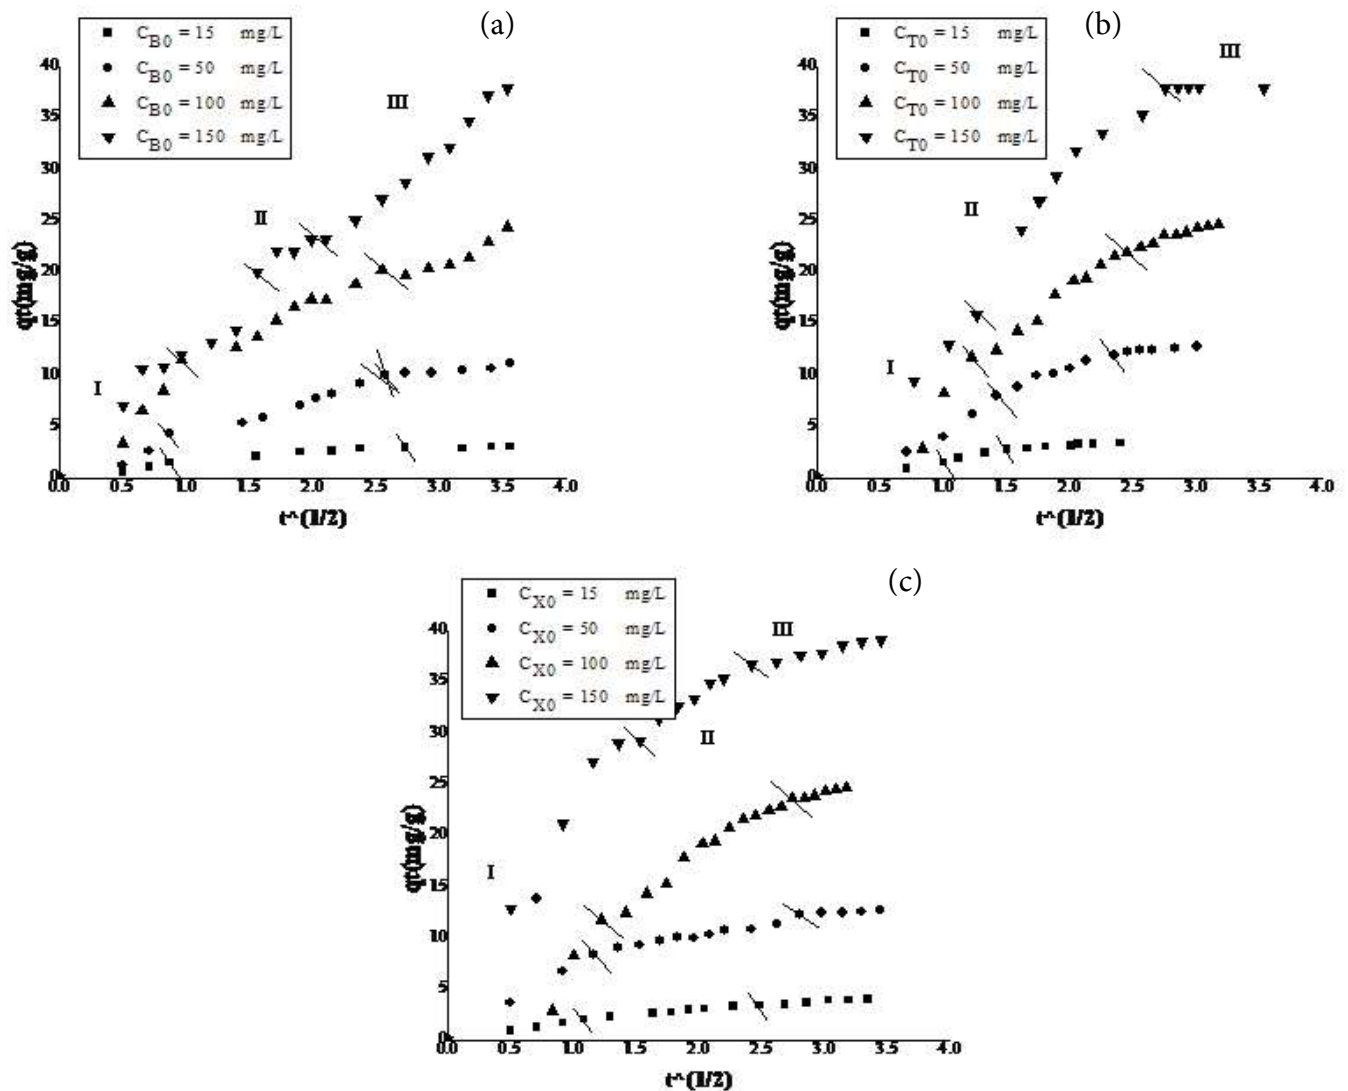 (a)
C_B0 = 15 mg/L
C_B0 = 50 mg/L
C_B0 = 100 mg/L
C_B0 = 150 mg/L
40
35
30
25
20
15
10
5
0
qt(mg/g)
I
II
III
0.0 0.5 1.0 1.5 2.0 2.5 3.0 3.5 4.0
t^(1/2)
(b)
C_T0 = 15 mg/L
C_T0 = 50 mg/L
C_T0 = 100 mg/L
C_T0 = 150 mg/L
40
35
30
25
20
15
10
5
0
qt(mg/g)
I
II
III
0.0 0.5 1.0 1.5 2.0 2.5 3.0 3.5 4.0
t^(1/2)
(c)
C_X0 = 15 mg/L
C_X0 = 50 mg/L
C_X0 = 100 mg/L
C_X0 = 150 mg/L
40
35
30
25
20
15
10
5
0
qt(mg/g)
I
II
III
0.0 0.5 1.0 1.5 2.0 2.5 3.0 3.5 4.0
t^(1/2)